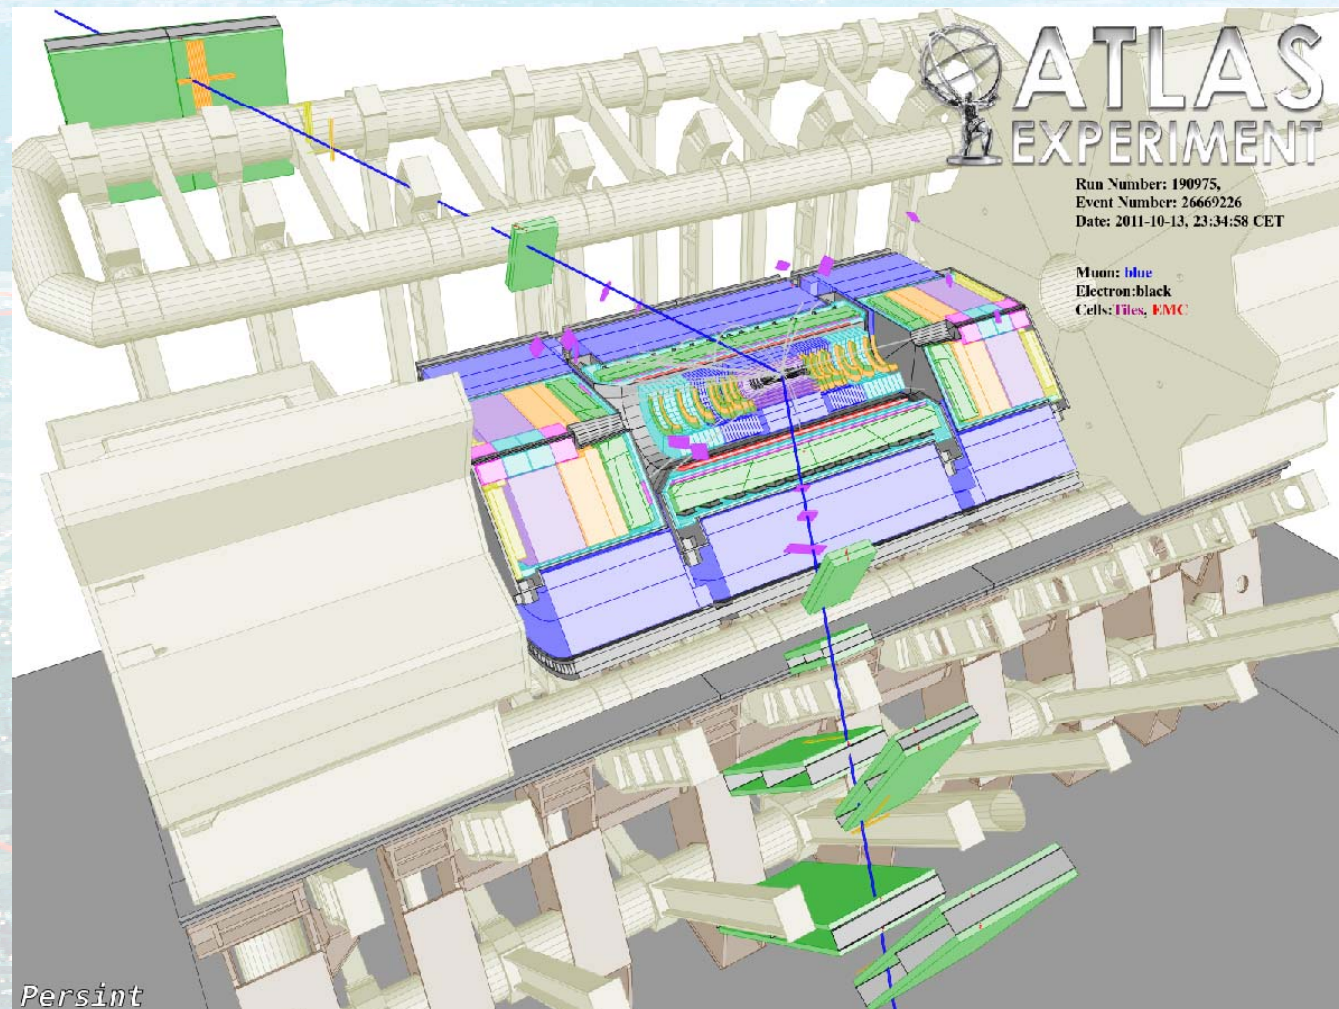 ATLAS
EXPERIMENT
Run Number: 190975,
Event Number: 26669226
Date: 2011-10-13, 23:34:58 CET
Muon: blue
Electron:black
Cells:Tiles, EMC
Persint